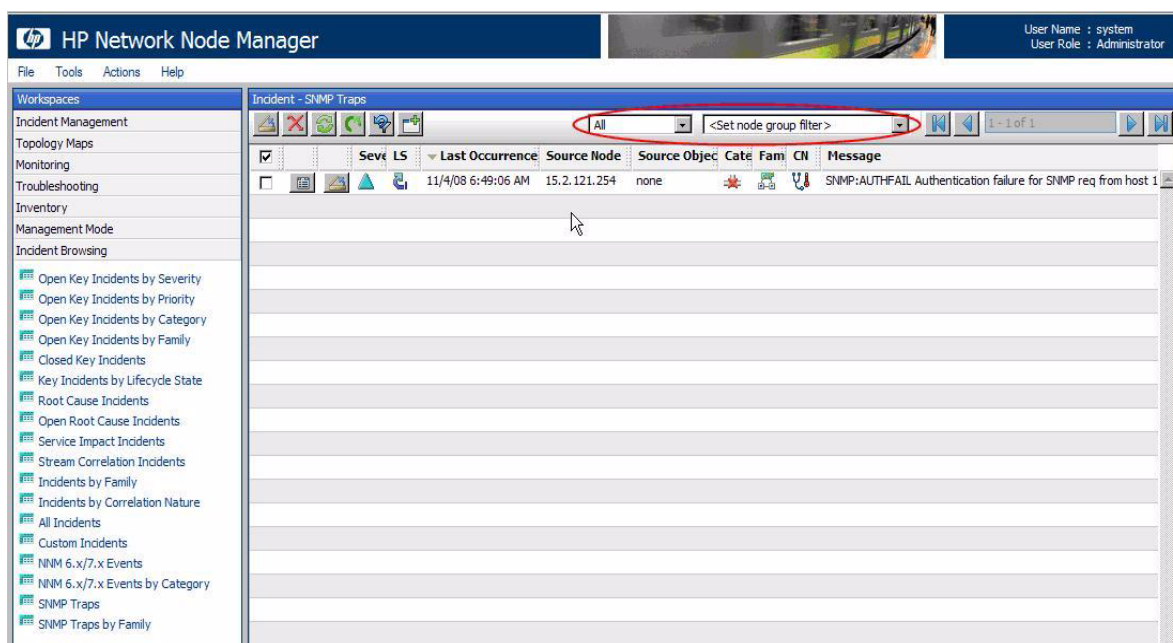 hp HP Network Node Manager
User Name : system
User Role : Administrator
File Tools Actions Help
Workspaces
Incident Management
Topology Maps
Monitoring
Troubleshooting
Inventory
Management Mode
Incident Browsing
Open Key Incidents by Severity
Open Key Incidents by Priority
Open Key Incidents by Category
Open Key Incidents by Family
Closed Key Incidents
Key Incidents by Lifecycle State
Root Cause Incidents
Open Root Cause Incidents
Service Impact Incidents
Stream Correlation Incidents
Incidents by Family
Incidents by Correlation Nature
All Incidents
Custom Incidents
NNM 6.x/7.x Events
NNM 6.x/7.x Events by Category
SNMP Traps
SNMP Traps by Family
Incident - SNMP Traps
All <Set node group filter> 1 - 1 of 1
Seve LS Last Occurrence Source Node Source Objec Cate Fam CN Message
11/4/08 6:49:06 AM 15.2.121.254 none SNMP:AUTHFAIL Authentication failure for SNMP req from host 1